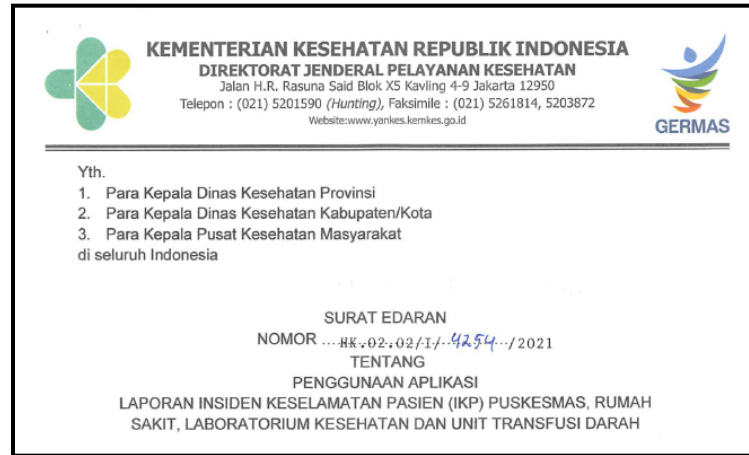 KEMENTERIAN KESEHATAN REPUBLIK INDONESIA
DIREKTORAT JENDERAL PELAYANAN KESEHATAN
Jalan H.R. Rasuna Said Blok X5 Kavling 4-9 Jakarta 12950
Telepon : (021) 5201590 (Hunting), Faksimile : (021) 5261814, 5203872
Website:www.yankes.kemkes.go.id
GERMAS
Yth.
1. Para Kepala Dinas Kesehatan Provinsi
2. Para Kepala Dinas Kesehatan Kabupaten/Kota
3. Para Kepala Pusat Kesehatan Masyarakat
di seluruh Indonesia
SURAT EDARAN
NOMOR ...HK.02.02/I/..4254../2021
TENTANG
PENGGUNAAN APLIKASI
LAPORAN INSIDEN KESELAMATAN PASIEN (IKP) PUSKESMAS, RUMAH
SAKIT, LABORATORIUM KESEHATAN DAN UNIT TRANSFUSI DARAH